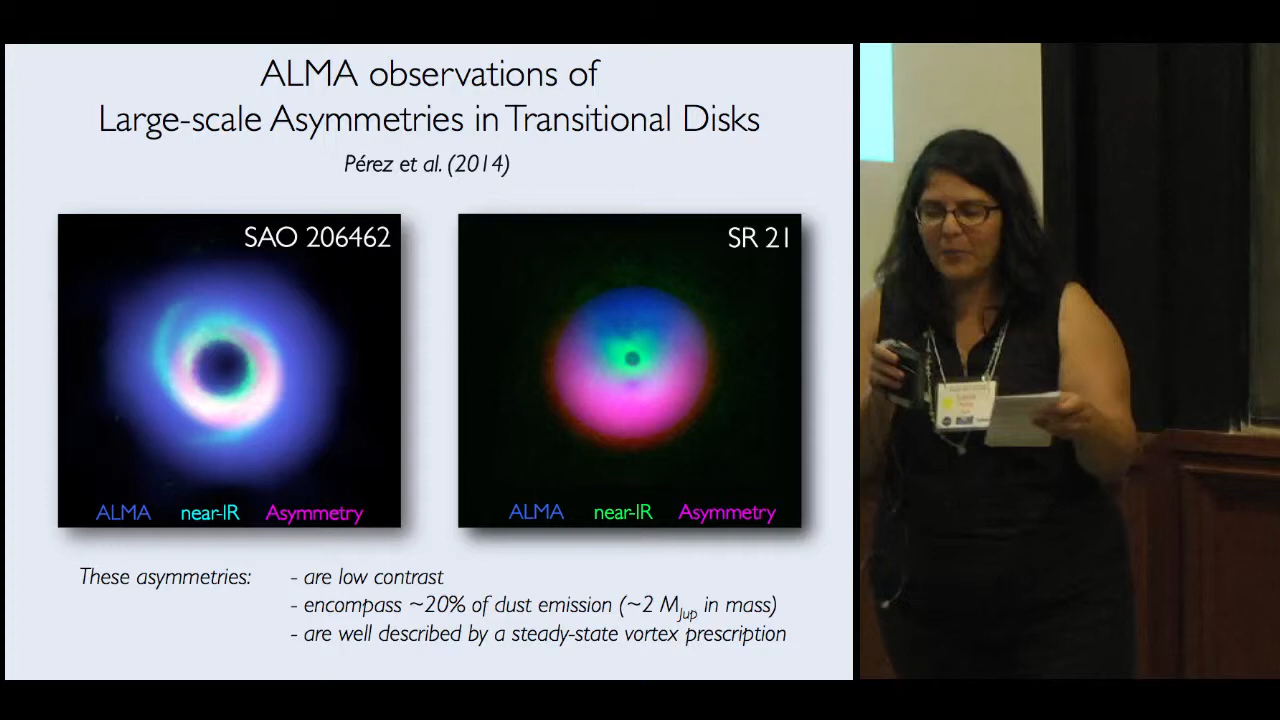 ALMA observations of
Large-scale Asymmetries in Transitional Disks
Pérez et al. (2014)
SAO 206462
ALMA near-IR Asymmetry
SR 21
ALMA near-IR Asymmetry
These asymmetries: - are low contrast
- encompass ~20% of dust emission (~2 MJup in mass)
- are well described by a steady-state vortex prescription